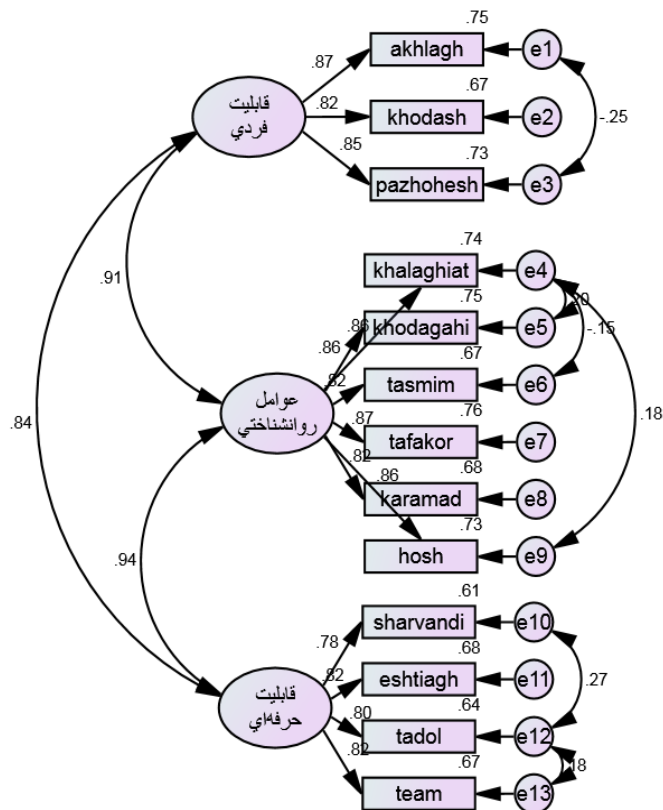 .75
akhlagh
e1
.87
.67
قابليت
فردي
.82
khodash
e2
-.25
.85
.73
pazhohesh
e3
.74
khalaghiat
e4
.91
.75
.20
.86
khodagahi
e5
-.15
.86
.67
.82
tasmim
e6
عوامل
روانشناختي
.76
.87
tafakor
e7
.18
.84
.82
.86
.68
karamad
e8
.73
hosh
e9
.94
.61
sharvandi
e10
.78
.68
.82
eshtiagh
e11
.27
قابليت
حرفه‌اي
.64
.80
tadol
e12
.82
.67
.18
team
e13